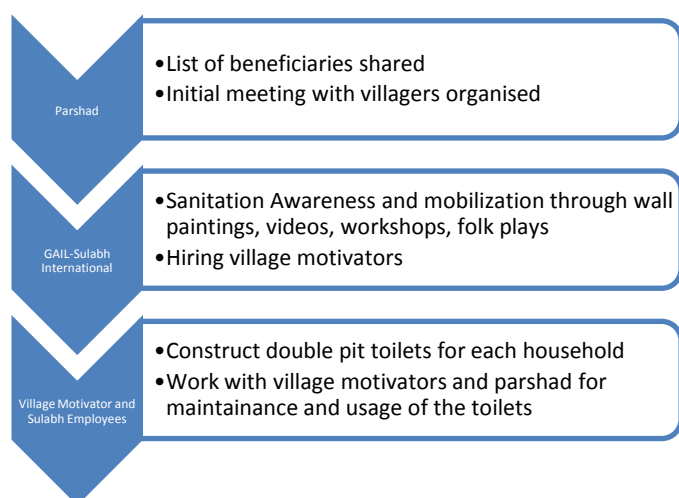 Parshad
•List of beneficiaries shared
•Initial meeting with villagers organised
GAIL-Sulabh
International
•Sanitation Awareness and mobilization through wall
paintings, videos, workshops, folk plays
•Hiring village motivators
Village Motivator and
Sulabh Employees
•Construct double pit toilets for each household
•Work with village motivators and parshad for
maintainance and usage of the toilets